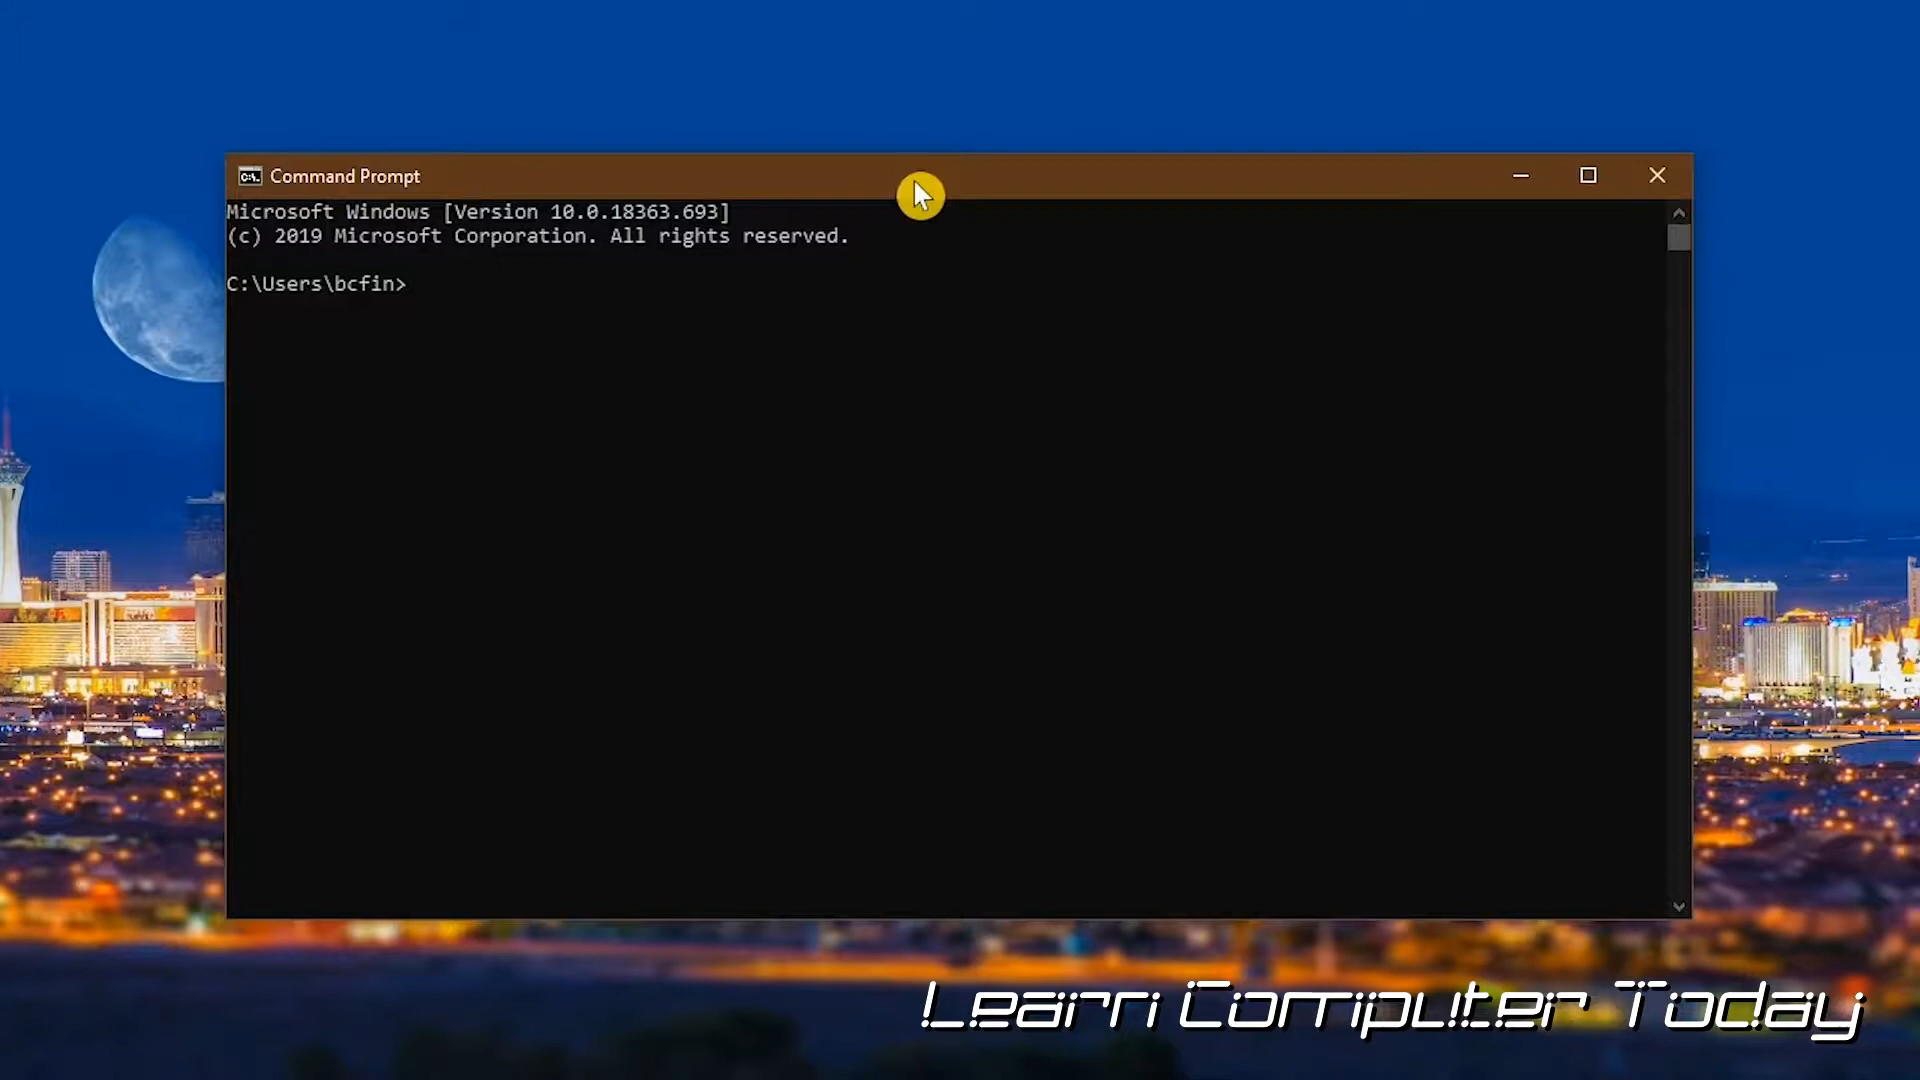 Command Prompt
Microsoft Windows [Version 10.0.18363.693]
(c) 2019 Microsoft Corporation. All rights reserved.
C:\Users\bcfin>
Learn Computer Today